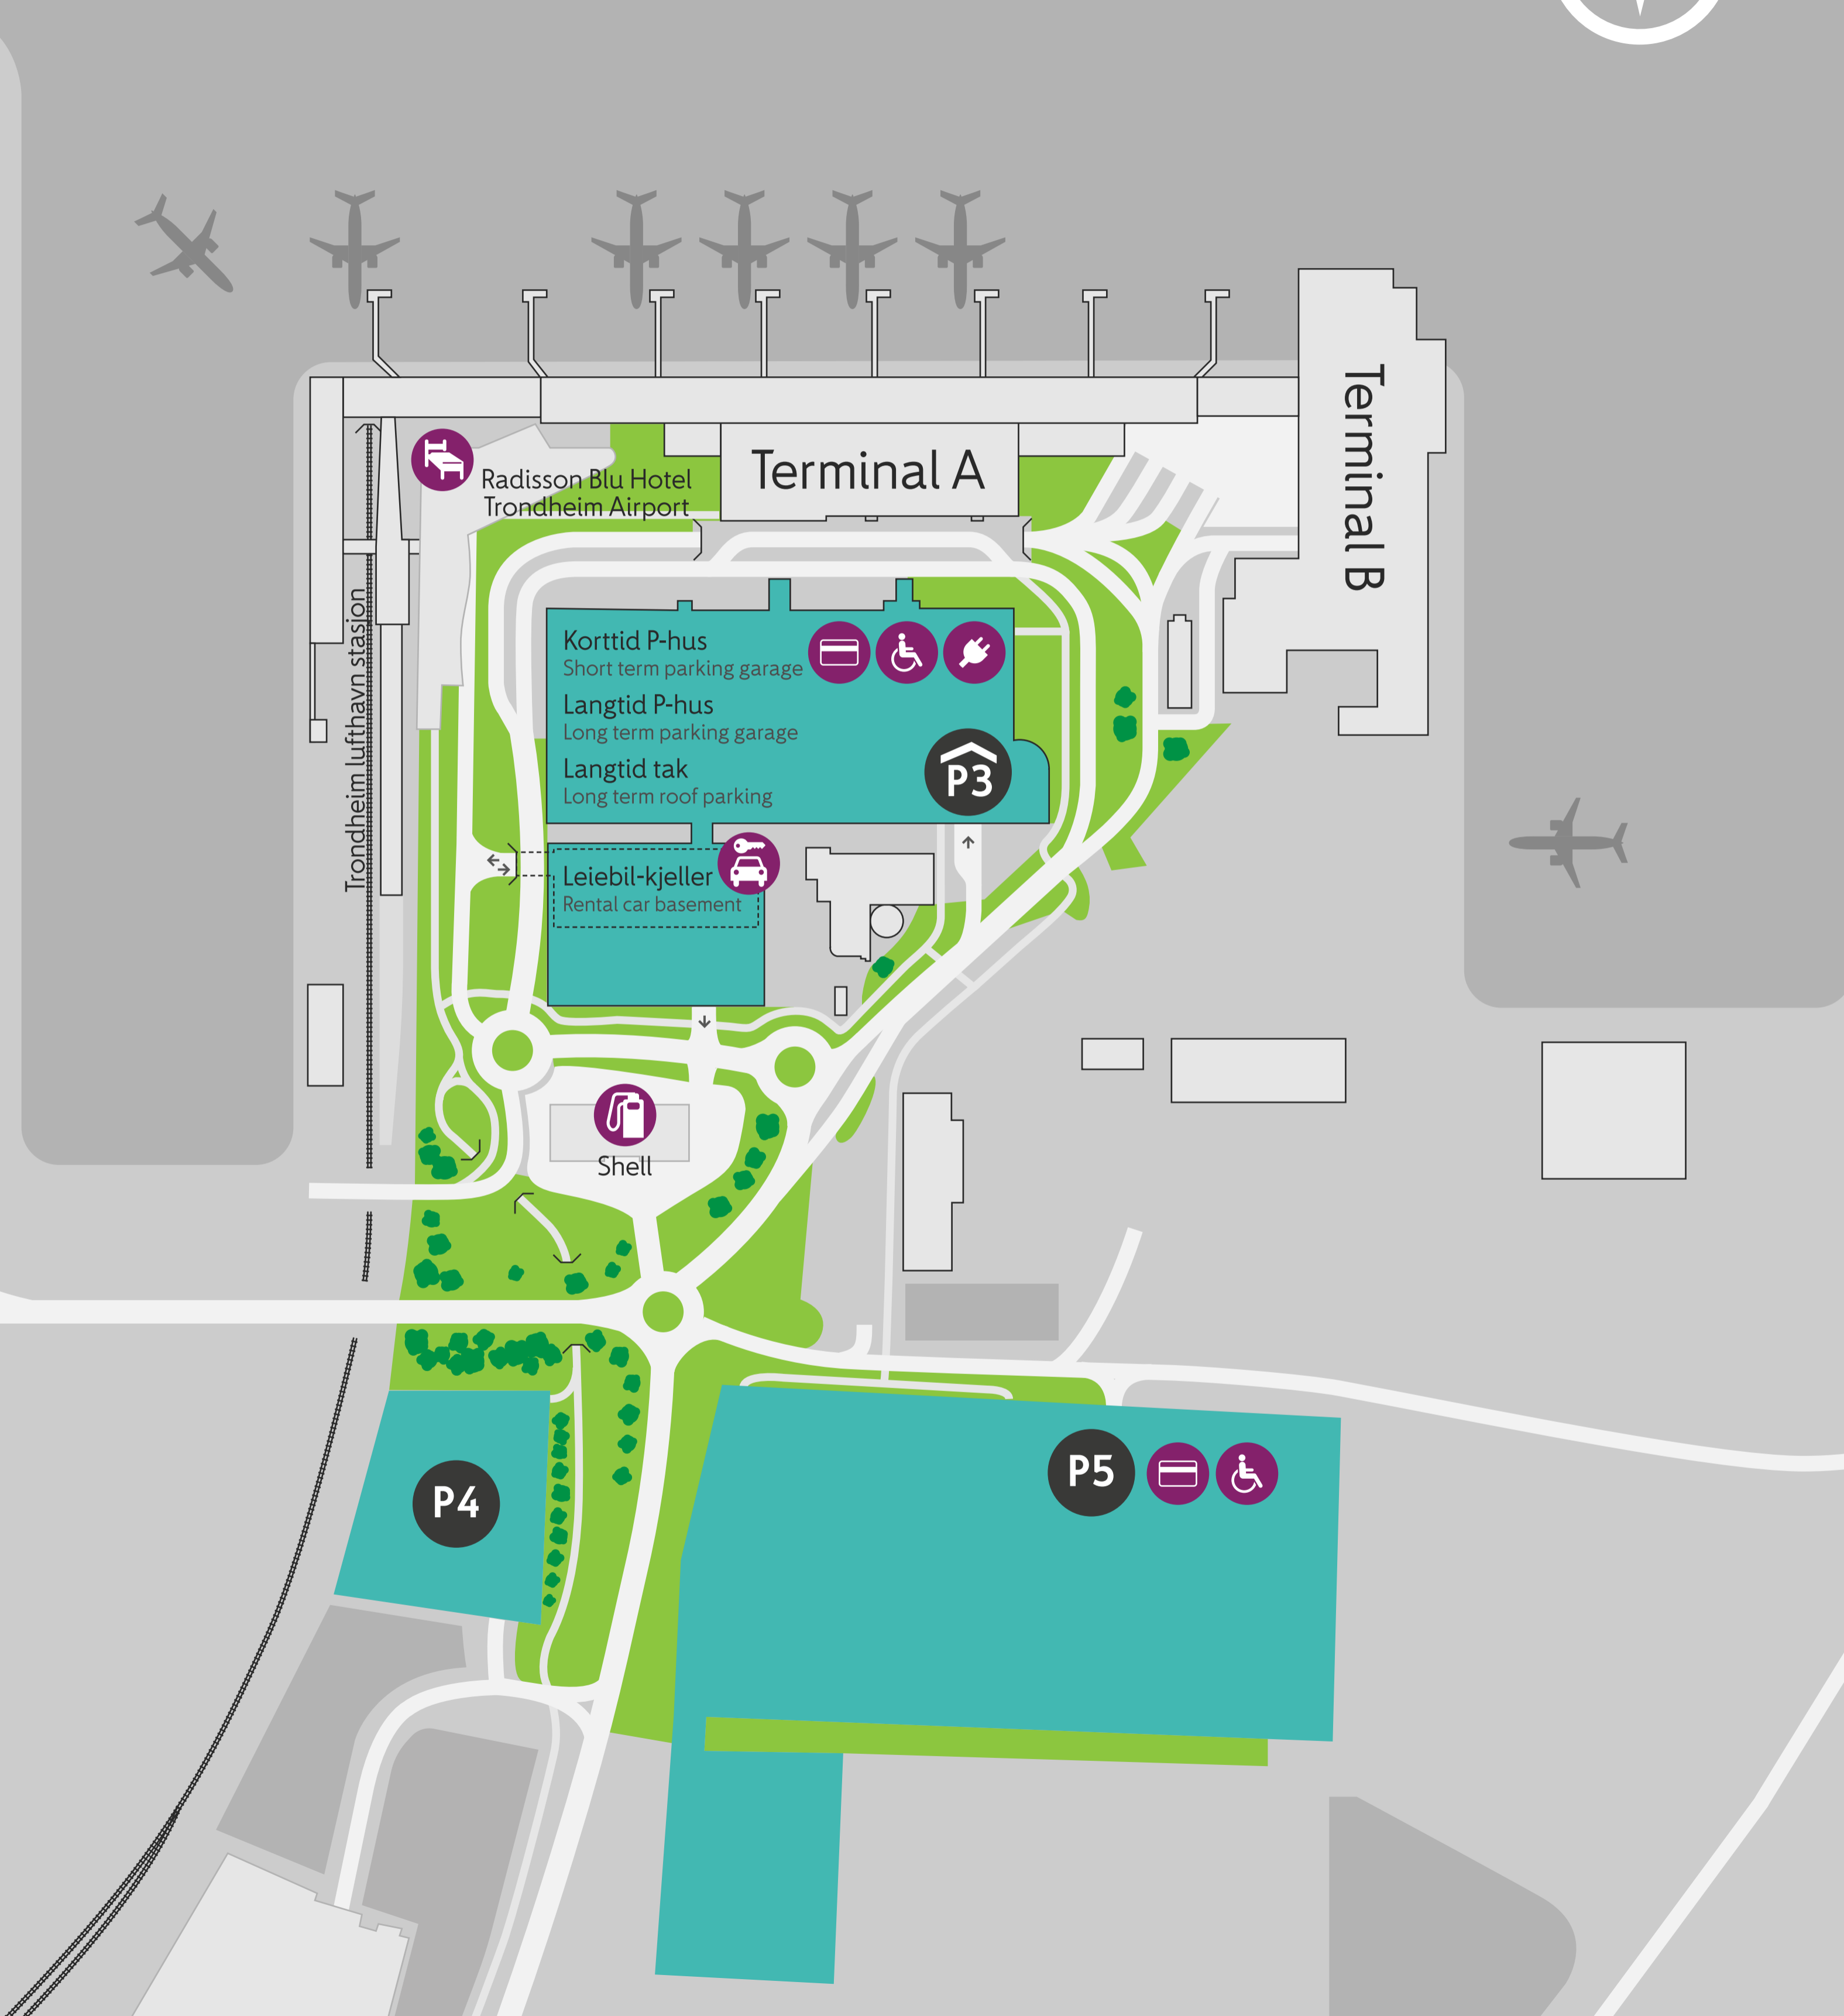 Terminal A
Terminal B
Radisson Blu Hotel
Trondheim Airport
Trondheim lufthavn stasjon
Korttid P-hus
Short term parking garage
Langtid P-hus
Long term parking garage
Langtid tak
Long term roof parking
P3
Leiebil-kjeller
Rental car basement
Shell
P4
P5